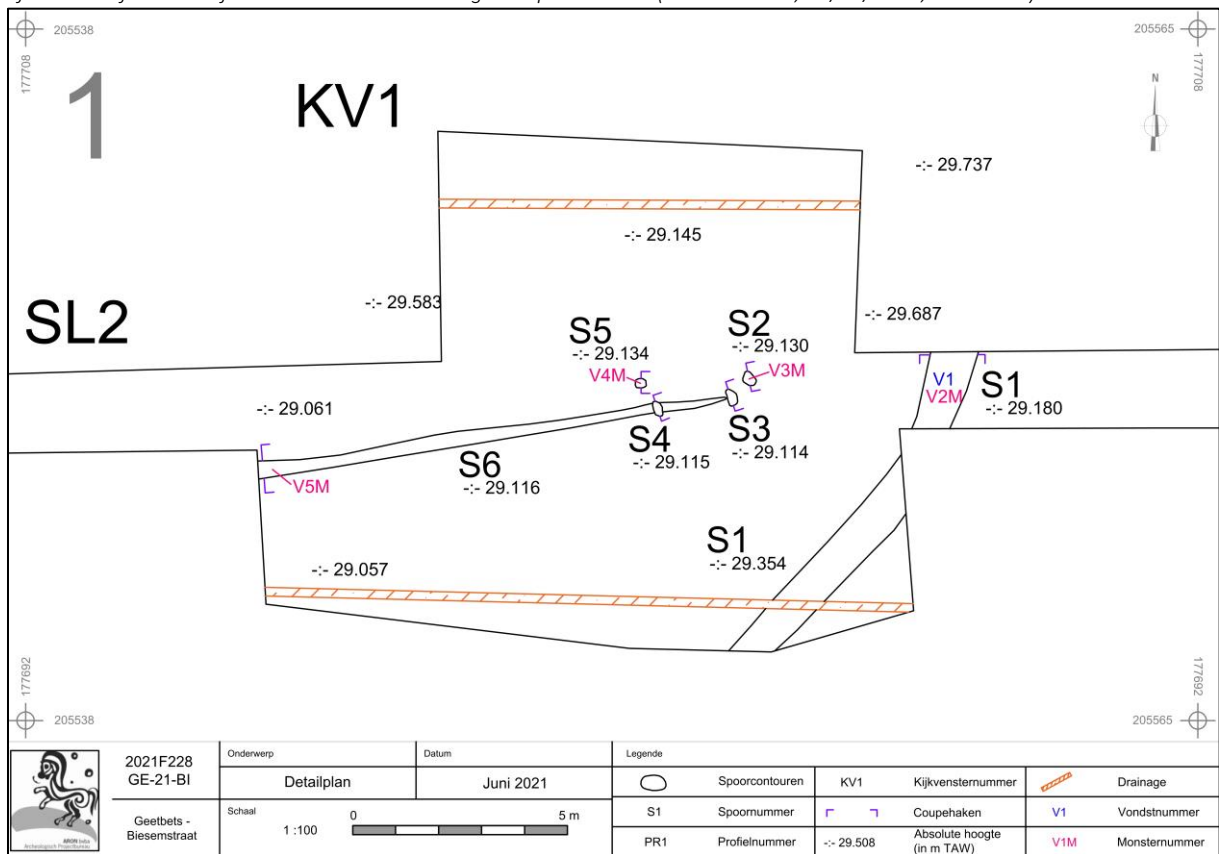 205538
205565
177708
177708
1
KV1
N
-:- 29.737
-:- 29.145
-:- 29.583
-:- 29.687
SL2
S5
-:- 29.134
S2
-:- 29.130
V4M
V3M
V1
V2M
S1
-:- 29.180
-:- 29.061
S4
-:- 29.115
S3
-:- 29.114
S6
-:- 29.116
V5M
S1
-:- 29.354
-:- 29.057
177692
177692
205538
205565
2021F228
GE-21-BI
Geetbets -
Biesemstraat
ARON bvba
Archeologisch Projectbureau
Onderwerp
Detailplan
Datum
Juni 2021
Schaal
1 :100
0
5 m
Legende
Spoorcontouren
KV1
Kijkvensternummer
Drainage
S1
Spoornummer
Coupehaken
V1
Vondstnummer
PR1
Profielnummer
-:- 29.508
Absolute hoogte
(in m TAW)
V1M
Monsternummer